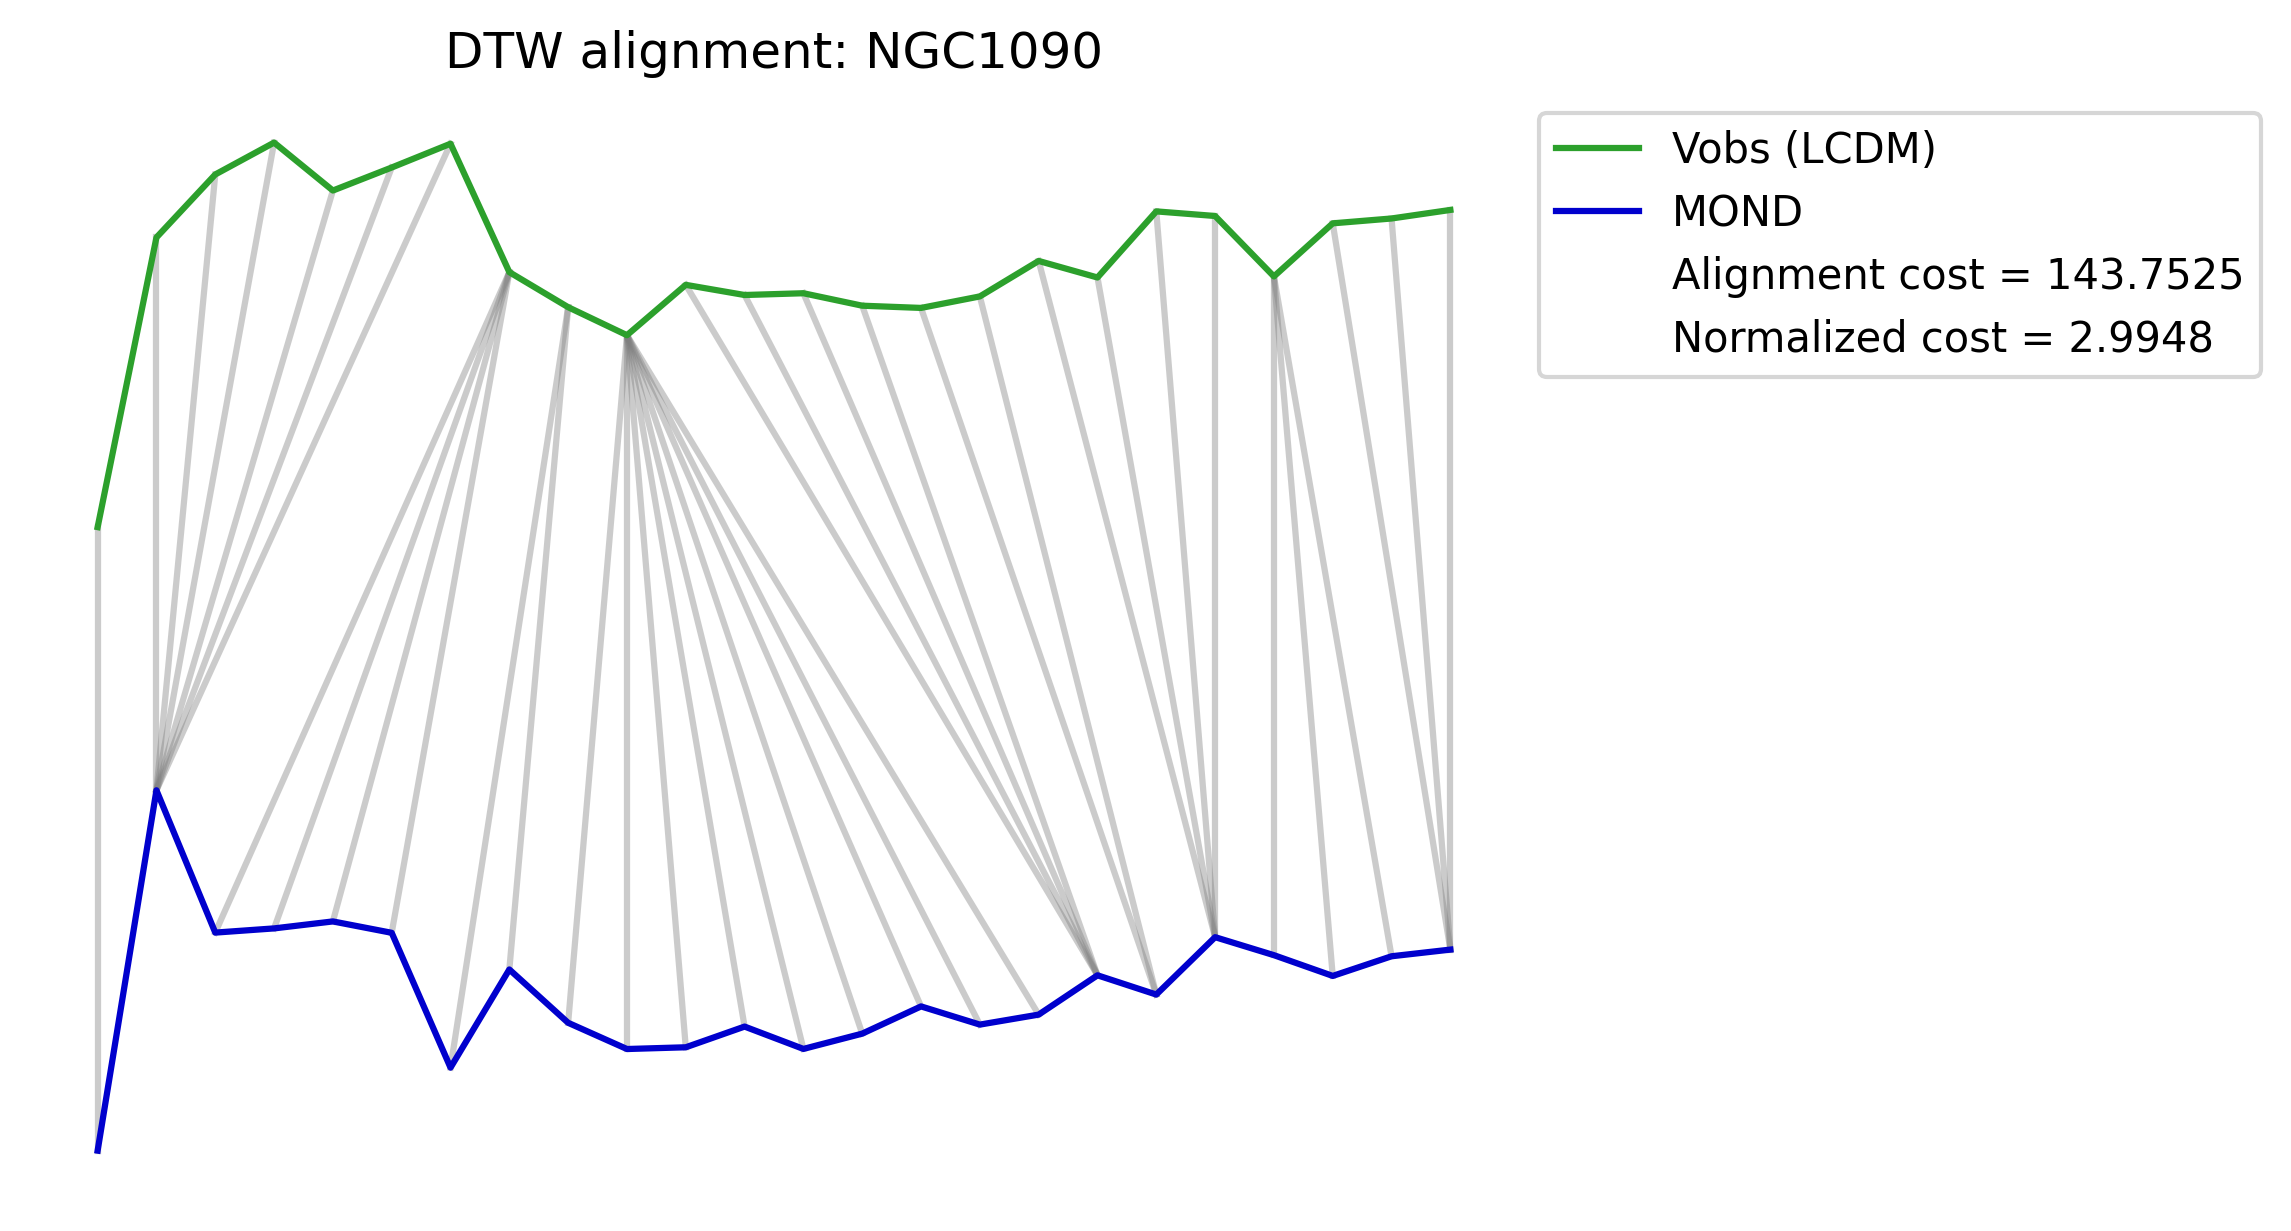 DTW alignment: NGC1090
Vobs (LCDM)
MOND
Alignment cost = 143.7525
Normalized cost = 2.9948